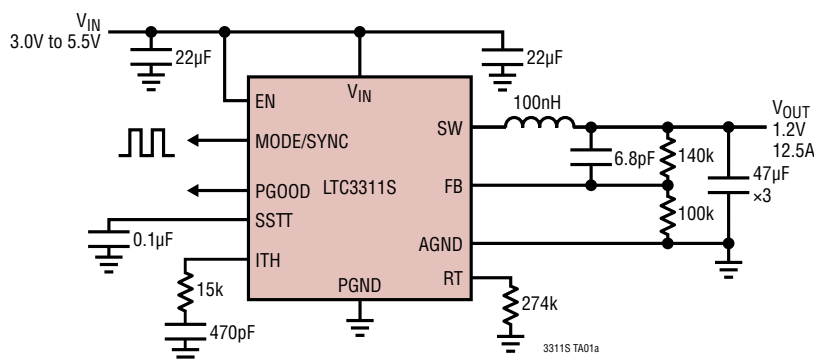 VIN
3.0V to 5.5V
22µF
22µF
EN
VIN
MODE/SYNC
PGOOD
SSTT
ITH
LTC3311S
PGND
SW
FB
AGND
RT
100nH
6.8pF
140k
100k
VOUT
1.2V
12.5A
47µF
×3
0.1µF
15k
470pF
274k
3311S TA01a